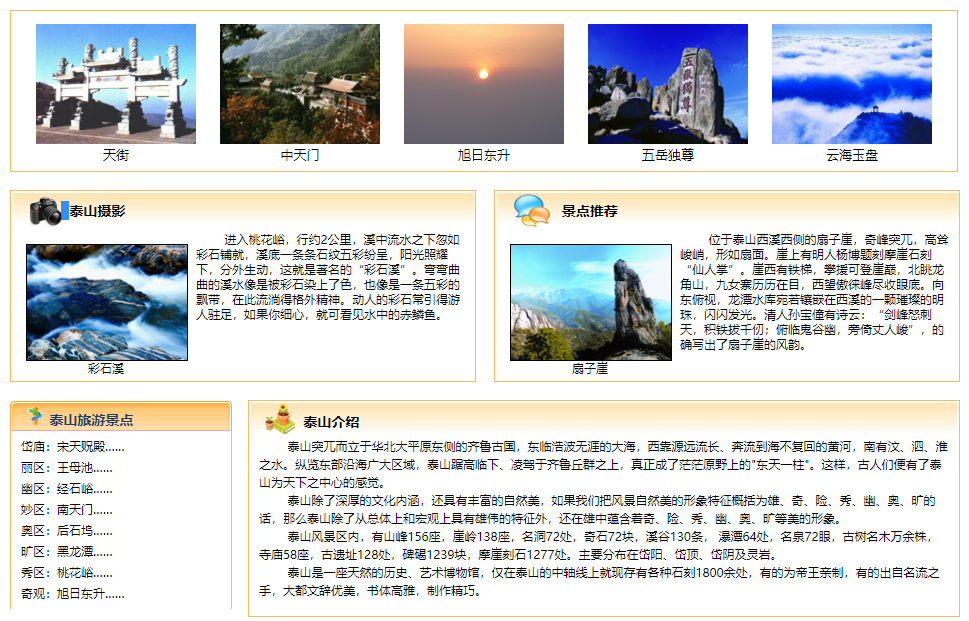 天街
中天门
旭日东升
五岳独尊
云海玉盘
五嶽獨尊
泰山摄影
进入桃花峪，行约2公里，溪中流水之下忽如
彩石铺就，溪底一条条石纹五彩纷呈，阳光照耀
下，分外生动，这就是著名的“彩石溪”。弯弯曲
曲的溪水像是被彩石染上了色，也像是一条五彩的
飘带，在此流淌得格外精神。动人的彩石常引得游
人驻足，如果你细心，就可看见水中的赤鳞鱼。
彩石溪
景点推荐
位于泰山西溪西侧的扇子崖，奇峰突兀，高耸
峻峭，形如扇面。崖上有明人杨博题刻摩崖石刻
“仙人掌”。崖西有铁梯，攀援可登崖巅，北眺龙
角山，九女寨历历在目，西望傲徕峰尽收眼底。向
东俯视，龙潭水库宛若镶嵌在西溪的一颗璀璨的明
珠，闪闪发光。清人孙宝僮有诗云：“剑峰怒刺
天，积铁拔千仞；俯临鬼谷幽，旁倚丈人峻”，的
确写出了扇子崖的风韵。
扇子崖
泰山旅游景点
岱庙：宋天贶殿......
丽区：王母池......
幽区：经石峪......
妙区：南天门......
奥区：后石坞......
旷区：黑龙潭......
秀区：桃花峪......
奇观：旭日东升......
泰山介绍
泰山突兀而立于华北大平原东侧的齐鲁古国，东临浩波无涯的大海，西靠源远流长、奔流到海不复回的黄河，南有汶、泗、淮
之水。纵览东部沿海广大区域，泰山踞高临下、凌驾于齐鲁丘群之上，真正成了茫茫原野上的"东天一柱"。这样，古人们便有了泰
山为天下之中心的感觉。
泰山除了深厚的文化内涵，还具有丰富的自然美，如果我们把风景自然美的形象特征概括为雄、奇、险、秀、幽、奥、旷的
话，那么泰山除了从总体上和宏观上具有雄伟的特征外，还在雄中蕴含着奇、险、秀、幽、奥、旷等美的形象。
泰山风景区内，有山峰156座，崖岭138座，名洞72处，奇石72块，溪谷130条， 瀑潭64处，名泉72眼，古树名木万余株，
寺庙58座，古遗址128处，碑碣1239块，摩崖刻石1277处。主要分布在岱阳、岱顶、岱阴及灵岩。
泰山是一座天然的历史、艺术博物馆，仅在泰山的中轴线上就现存有各种石刻1800余处，有的为帝王亲制，有的出自名流之
手，大都文辞优美，书体高雅，制作精巧。